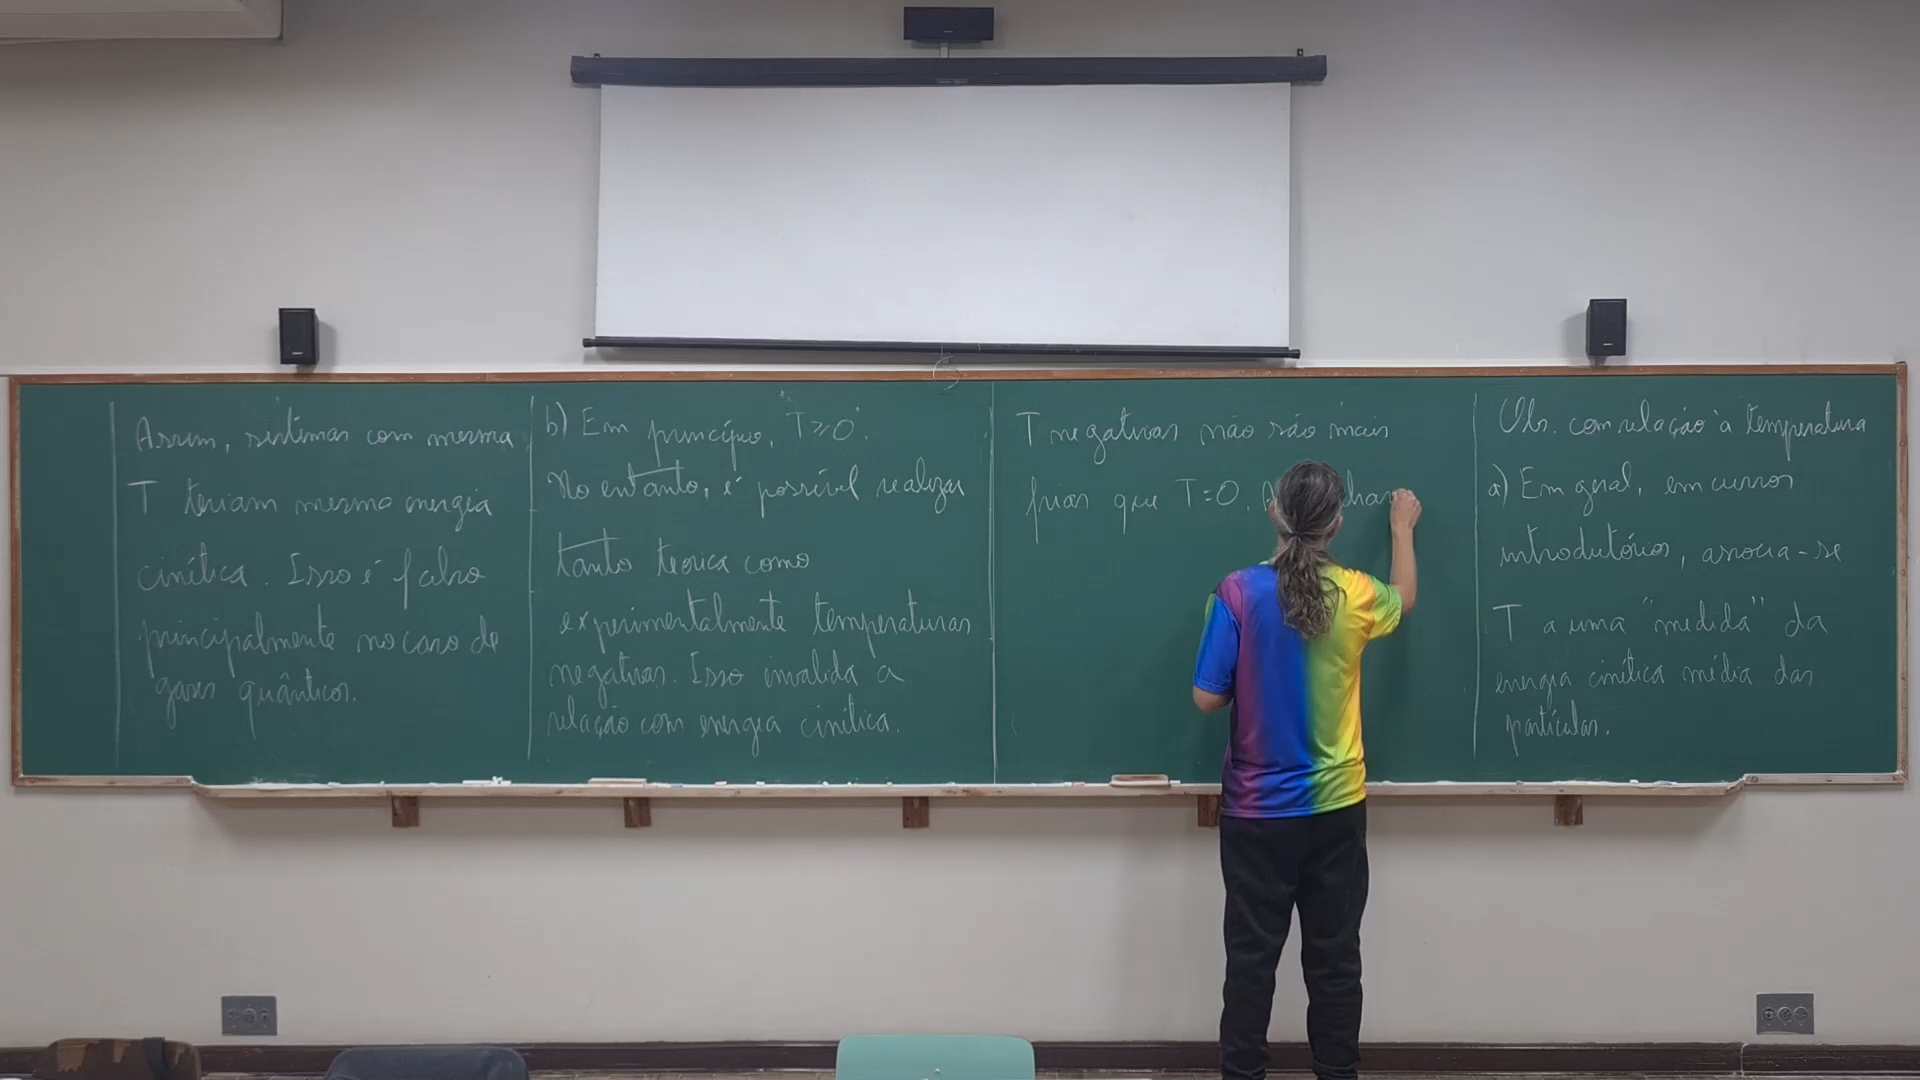 Assim, sistemas com mesma
T teriam mesma energia
cinética. Isso é falso
principalmente no caso de
gases quânticos.
b) Em princípio, T ≥ 0.
No entanto, é possível realizar
tanto teórica como
experimentalmente temperaturas
negativas. Isso invalida a
relação com energia cinética.
T negativas não são mais
frias que T=0.
Obs. com relação à temperatura
a) Em geral, em cursos
introdutórios, associa-se
T a uma "medida" da
energia cinética média das
partículas.